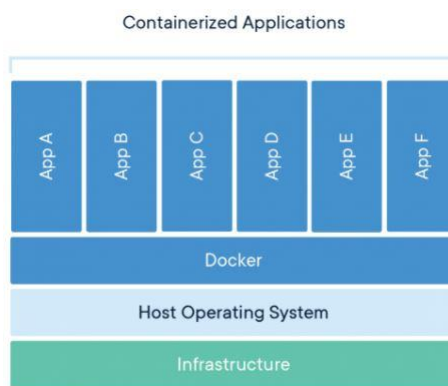 Containerized Applications
App A
App B
App C
App D
App E
App F
Docker
Host Operating System
Infrastructure